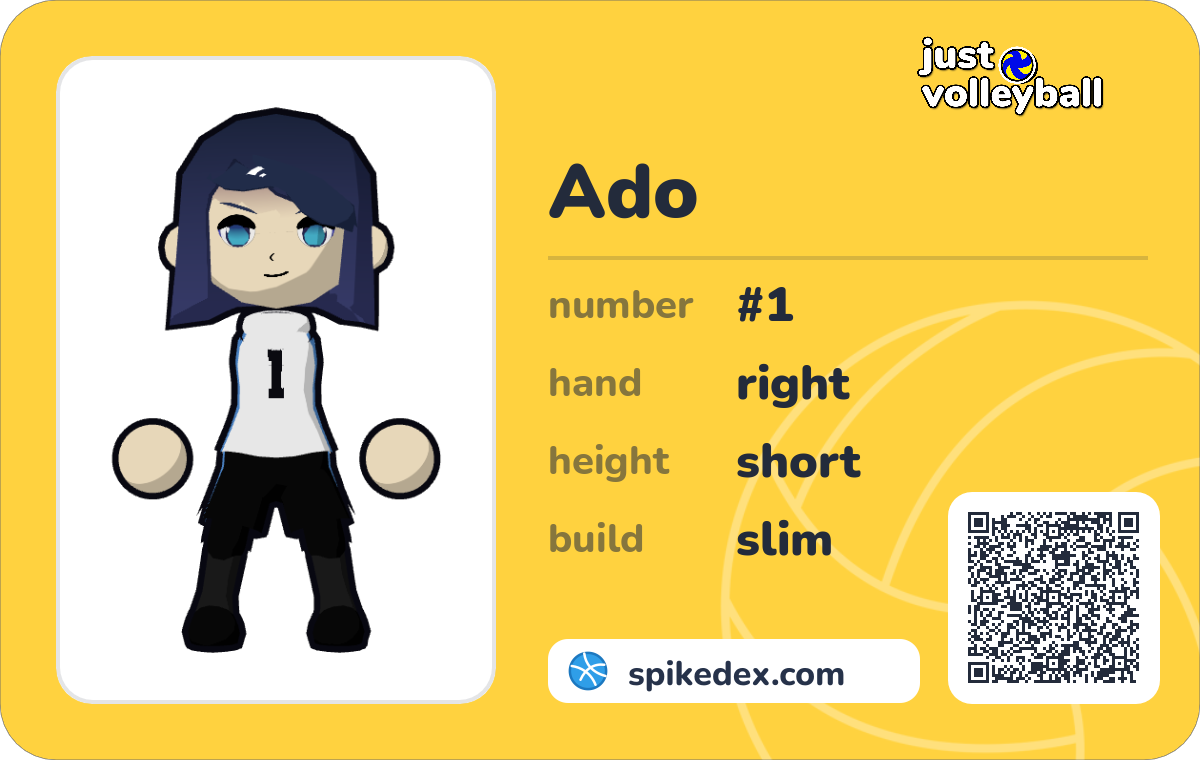 just
volleyball
Ado
number #1
hand right
height short
build slim
1
spikedex.com